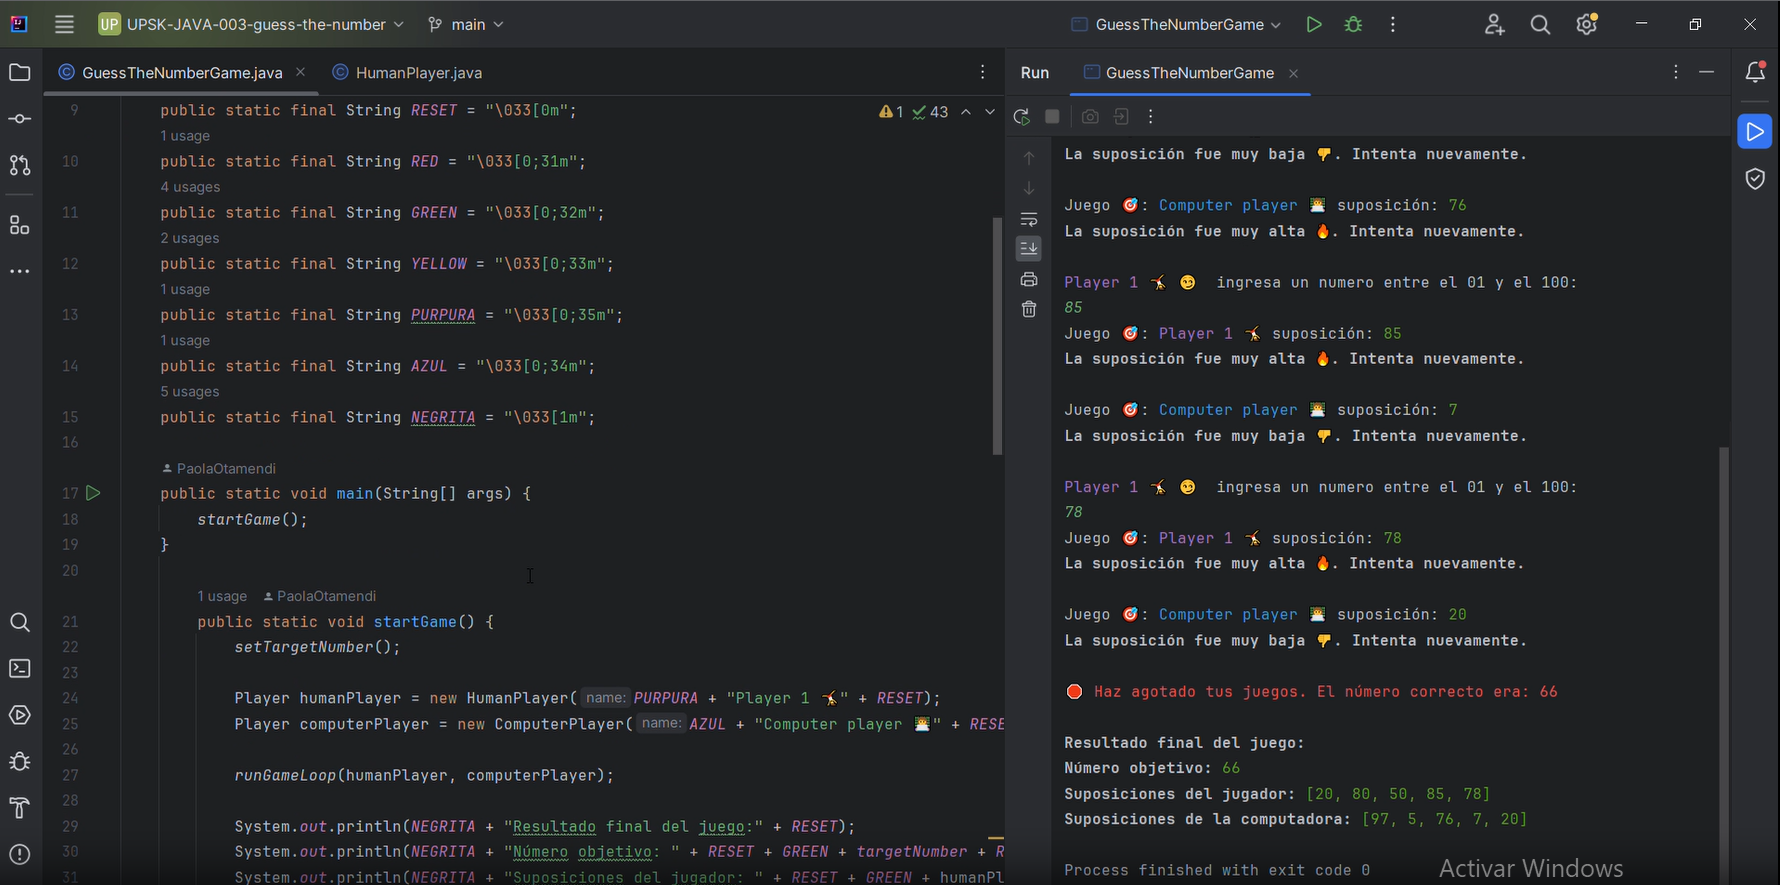 UP UPSK-JAVA-003-guess-the-number main GuessTheNumberGame
GuessTheNumberGame.java HumanPlayer.java
Run GuessTheNumberGame
1 43
9 public static final String RESET = "\033[0m";
1 usage
10 public static final String RED = "\033[0;31m";
4 usages
11 public static final String GREEN = "\033[0;32m";
2 usages
12 public static final String YELLOW = "\033[0;33m";
1 usage
13 public static final String PURPURA = "\033[0;35m";
1 usage
14 public static final String AZUL = "\033[0;34m";
5 usages
15 public static final String NEGRITA = "\033[1m";
16
PaolaOtamendi
17 public static void main(String[] args) {
18 startGame();
19 }
20
1 usage PaolaOtamendi
21 public static void startGame() {
22 setTargetNumber();
23
24 Player humanPlayer = new HumanPlayer( name: PURPURA + "Player 1 🤸" + RESET);
25 Player computerPlayer = new ComputerPlayer( name: AZUL + "Computer player 👨‍💻" + RESE
26
27 runGameLoop(humanPlayer, computerPlayer);
28
29 System.out.println(NEGRITA + "Resultado final del juego:" + RESET);
30 System.out.println(NEGRITA + "Número objetivo: " + RESET + GREEN + targetNumber + R
31 System.out.println(NEGRITA + "Suposiciones del jugador: " + RESET + GREEN + humanPl
La suposición fue muy baja 👎. Intenta nuevamente.
Juego 🎯: Computer player 👨‍💻 suposición: 76
La suposición fue muy alta 🔥. Intenta nuevamente.
Player 1 🤸 😏 ingresa un numero entre el 01 y el 100:
85
Juego 🎯: Player 1 🤸 suposición: 85
La suposición fue muy alta 🔥. Intenta nuevamente.
Juego 🎯: Computer player 👨‍💻 suposición: 7
La suposición fue muy baja 👎. Intenta nuevamente.
Player 1 🤸 😏 ingresa un numero entre el 01 y el 100:
78
Juego 🎯: Player 1 🤸 suposición: 78
La suposición fue muy alta 🔥. Intenta nuevamente.
Juego 🎯: Computer player 👨‍💻 suposición: 20
La suposición fue muy baja 👎. Intenta nuevamente.
🛑 Haz agotado tus juegos. El número correcto era: 66
Resultado final del juego:
Número objetivo: 66
Suposiciones del jugador: [20, 80, 50, 85, 78]
Suposiciones de la computadora: [97, 5, 76, 7, 20]
Process finished with exit code 0
Activar Windows